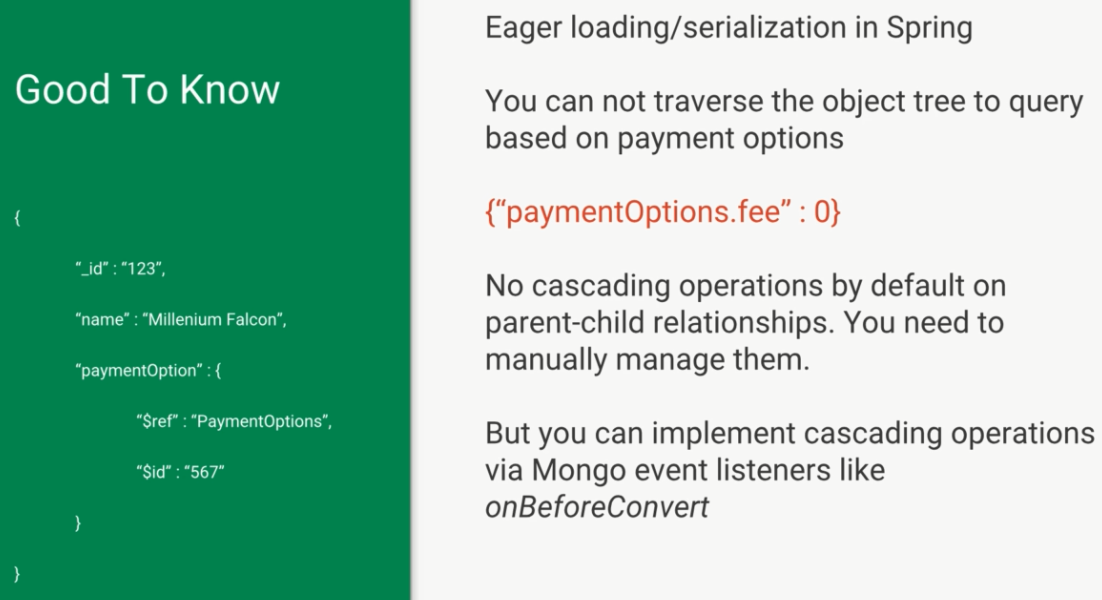 Good To Know
{
“_id” : “123”,
“name” : “Millenium Falcon”,
“paymentOption” : {
“$ref” : “PaymentOptions”,
“$id” : “567”
}
}
Eager loading/serialization in Spring
You can not traverse the object tree to query
based on payment options
{“paymentOptions.fee” : 0}
No cascading operations by default on
parent-child relationships. You need to
manually manage them.
But you can implement cascading operations
via Mongo event listeners like
onBeforeConvert